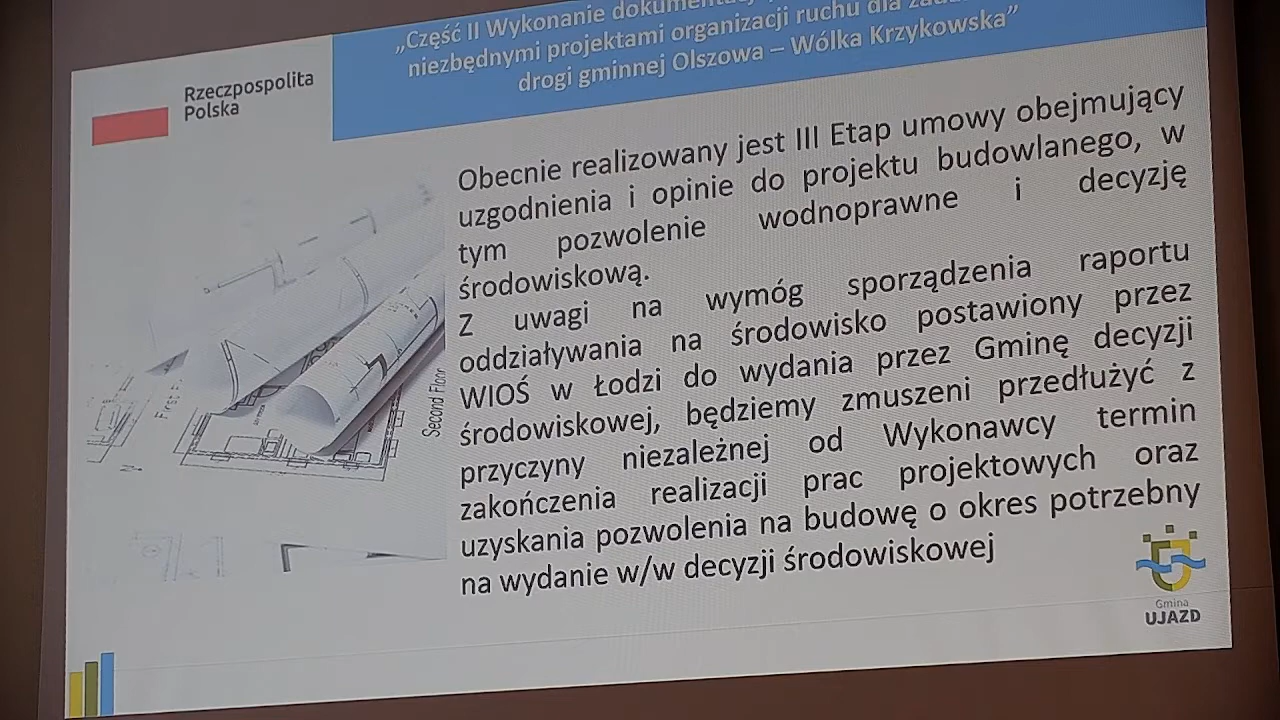 „Część II Wykonanie
niezbędnymi projektami organizacji ruchu dla
drogi gminnej Olszowa – Wólka Krzykowska”
Rzeczpospolita
Polska
Obecnie realizowany jest III Etap umowy obejmujący
uzgodnienia i opinie do projektu budowlanego, w
tym pozwolenie wodnoprawne i decyzję
środowiskową.
Z uwagi na wymóg sporządzenia raportu
oddziaływania na środowisko postawiony przez
WIOŚ w Łodzi do wydania przez Gminę decyzji
środowiskowej, będziemy zmuszeni przedłużyć z
przyczyny niezależnej od Wykonawcy termin
zakończenia realizacji prac projektowych oraz
uzyskania pozwolenia na budowę o okres potrzebny
na wydanie w/w decyzji środowiskowej
First
Second Floor
Gmina
UJAZD